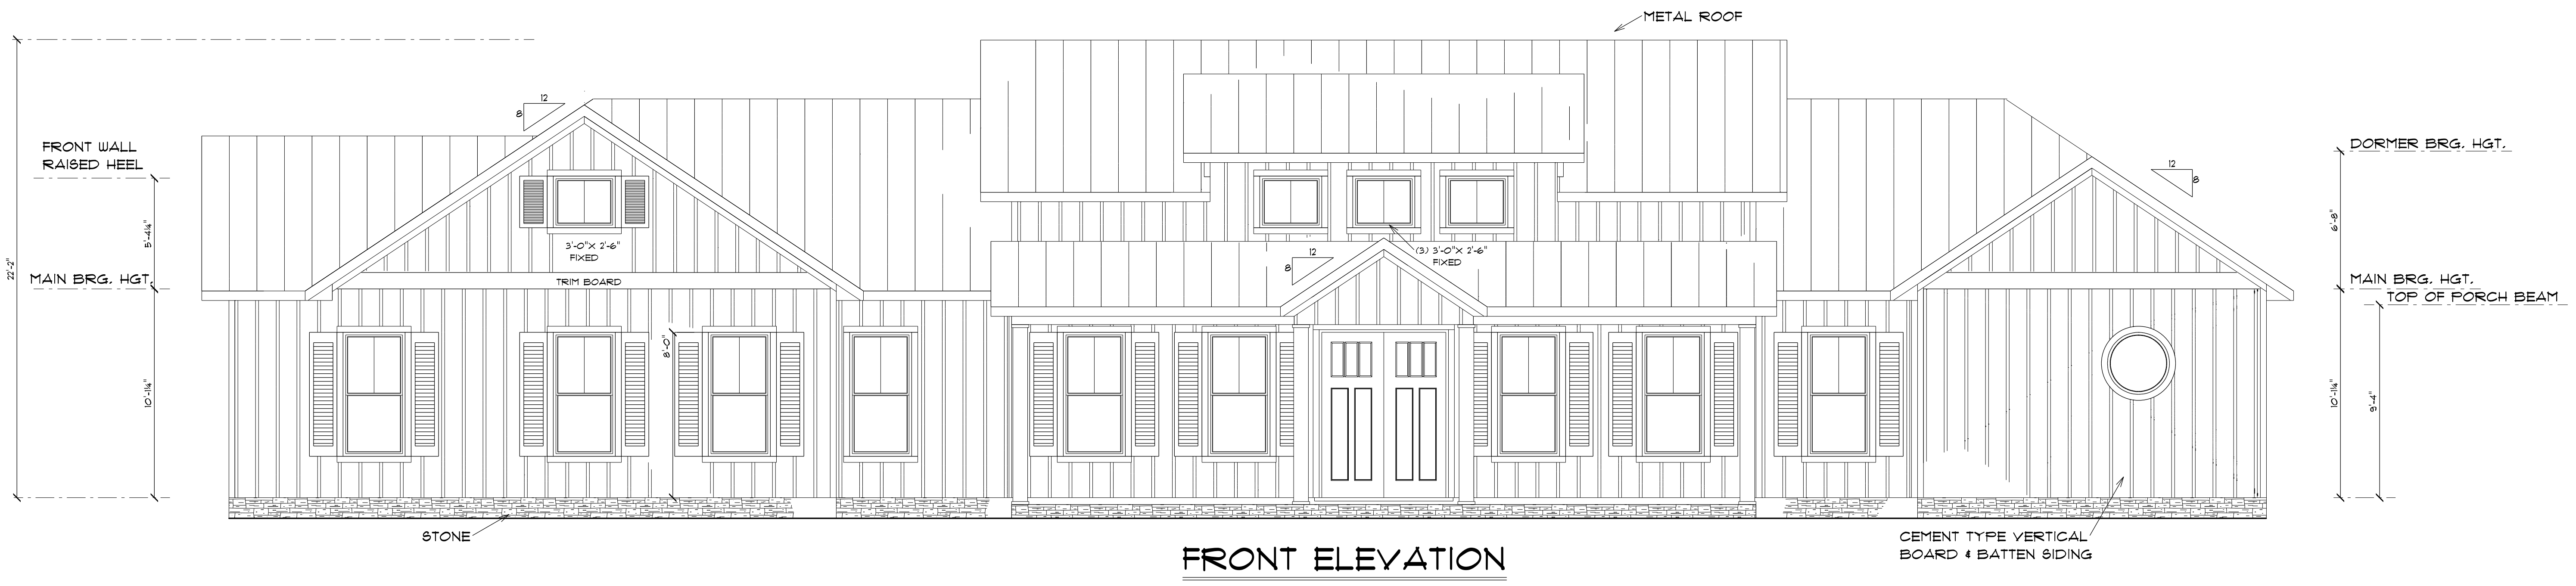 METAL ROOF
12
8
FRONT WALL
RAISED HEEL
DORMER BRG. HGT.
12
8
5'-4¼"
6'-8"
22'-2"
3'-0"X 2'-6"
FIXED
12
8
(3) 3'-0"X 2'-6"
FIXED
MAIN BRG. HGT.
TRIM BOARD
MAIN BRG. HGT.
TOP OF PORCH BEAM
8'-0"
10'-1¼"
10'-1¼"
9'-4"
STONE
CEMENT TYPE VERTICAL
BOARD & BATTEN SIDING
FRONT ELEVATION